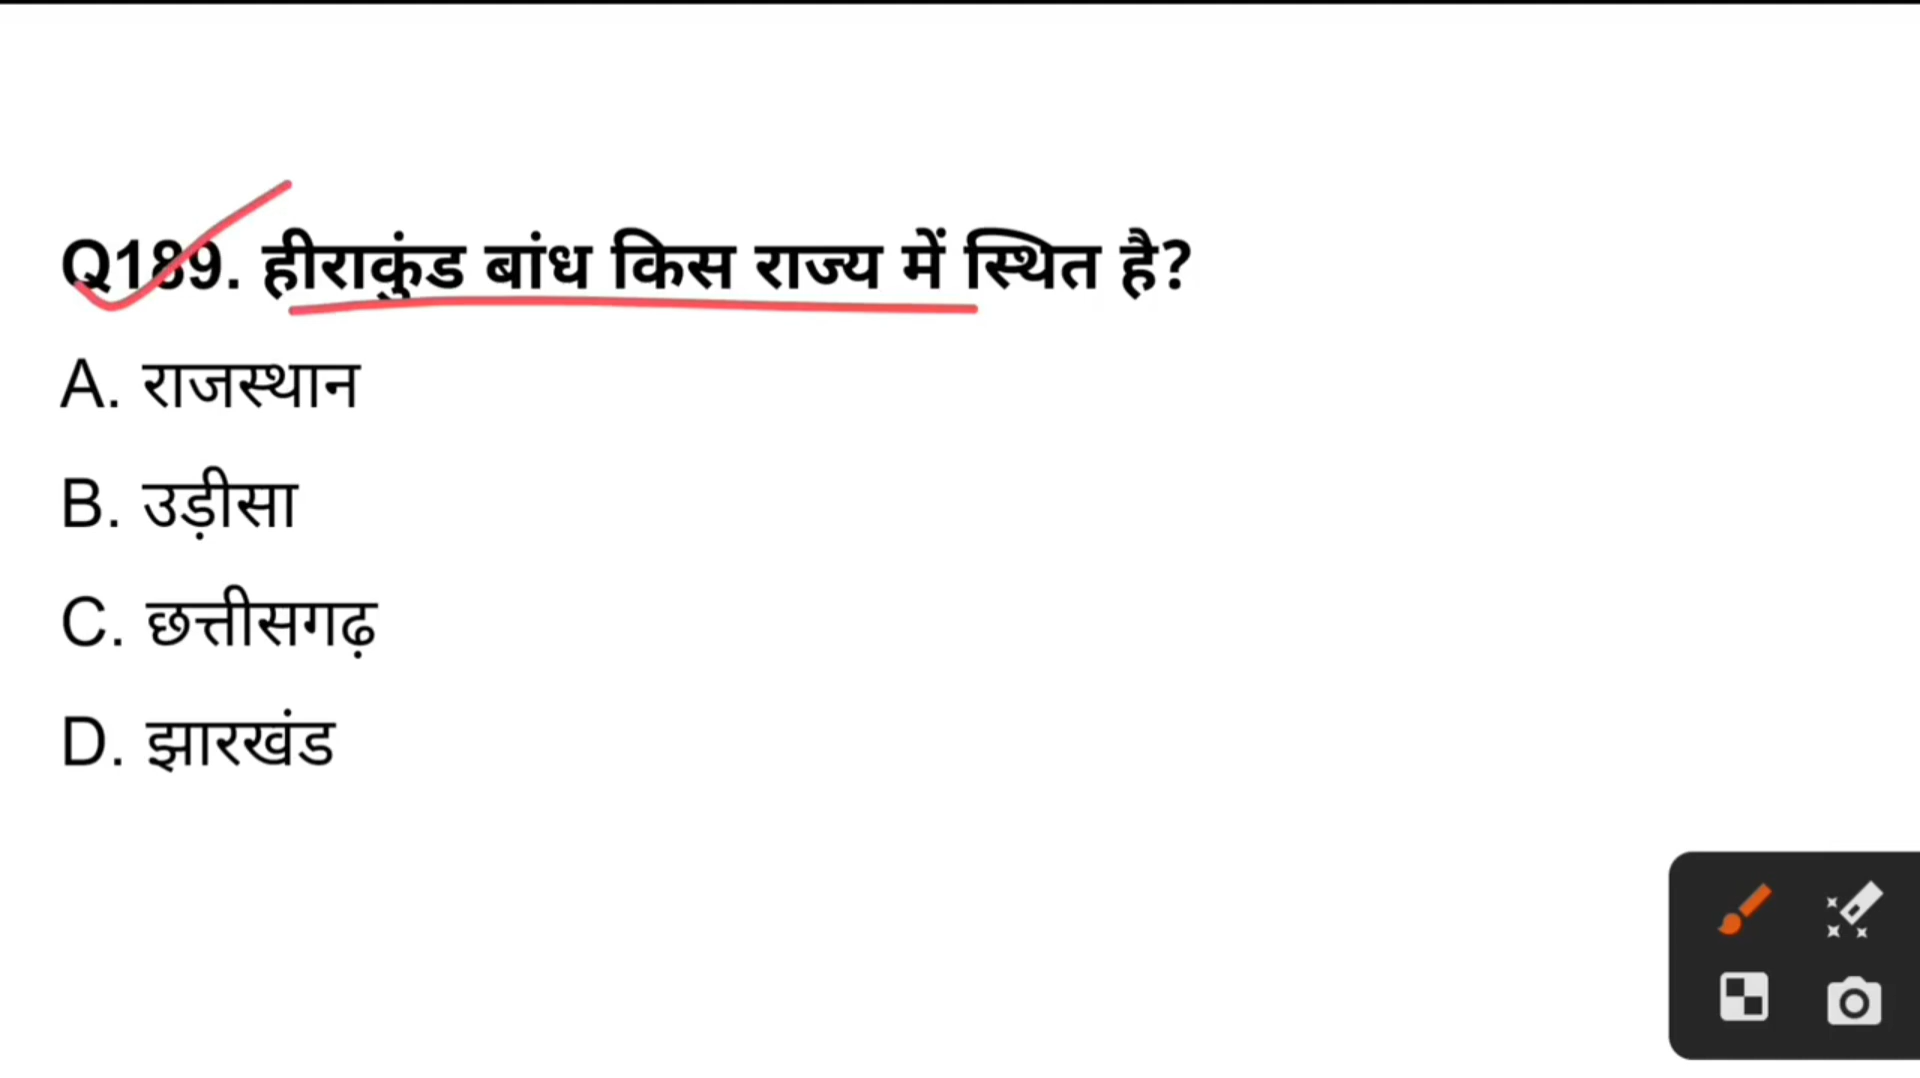 Q189. हीराकुंड बांध किस राज्य में स्थित है?
A. राजस्थान
B. उड़ीसा
C. छत्तीसगढ़
D. झारखंड